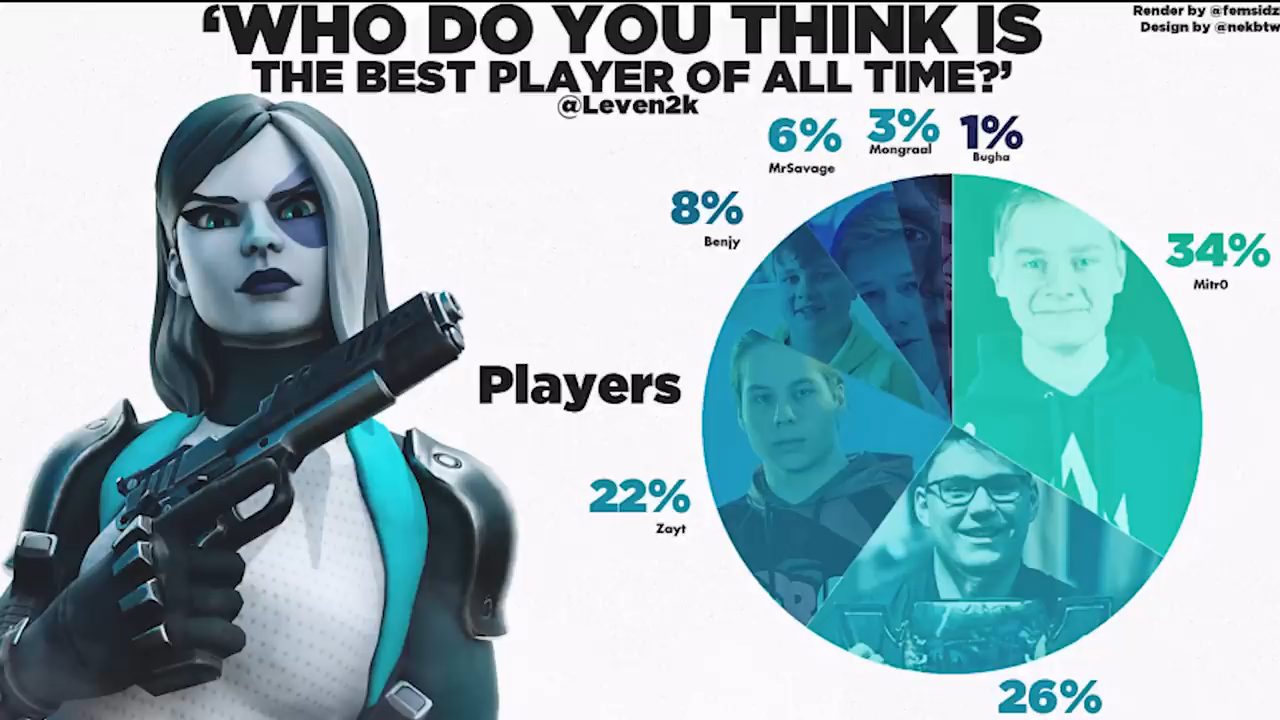 Render by @femsidz
Design by @nekbtw
‘WHO DO YOU THINK IS
THE BEST PLAYER OF ALL TIME?’
@Leven2k
6%
MrSavage
3%
Mongraal
1%
Bugha
8%
Benjy
34%
Mitr0
Players
22%
Zayt
26%